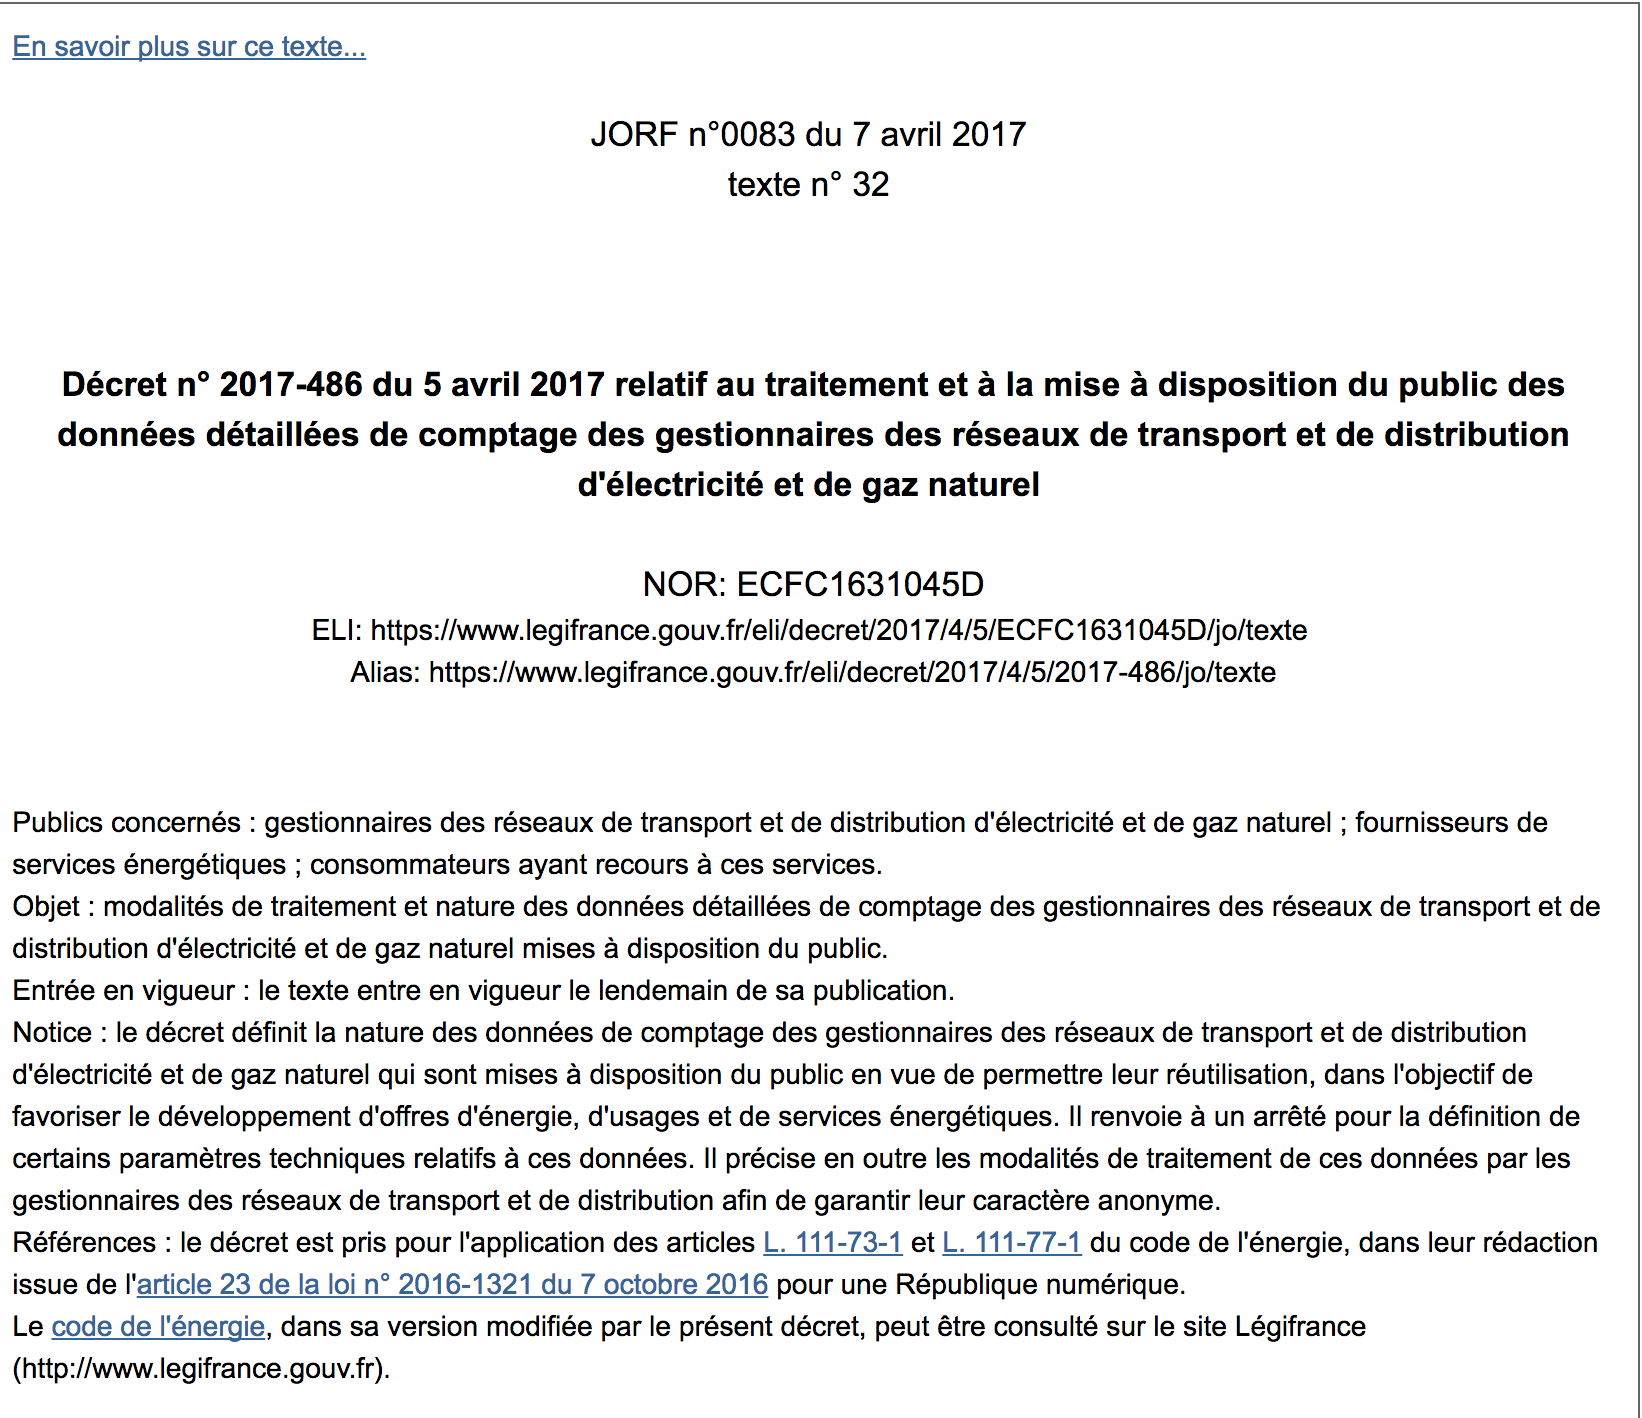 En savoir plus sur ce texte...
JORF n°0083 du 7 avril 2017
texte n° 32
Décret n° 2017-486 du 5 avril 2017 relatif au traitement et à la mise à disposition du public des
données détaillées de comptage des gestionnaires des réseaux de transport et de distribution
d'électricité et de gaz naturel
NOR: ECFC1631045D
ELI: https://www.legifrance.gouv.fr/eli/decret/2017/4/5/ECFC1631045D/jo/texte
Alias: https://www.legifrance.gouv.fr/eli/decret/2017/4/5/2017-486/jo/texte
Publics concernés : gestionnaires des réseaux de transport et de distribution d'électricité et de gaz naturel ; fournisseurs de
services énergétiques ; consommateurs ayant recours à ces services.
Objet : modalités de traitement et nature des données détaillées de comptage des gestionnaires des réseaux de transport et de
distribution d'électricité et de gaz naturel mises à disposition du public.
Entrée en vigueur : le texte entre en vigueur le lendemain de sa publication.
Notice : le décret définit la nature des données de comptage des gestionnaires des réseaux de transport et de distribution
d'électricité et de gaz naturel qui sont mises à disposition du public en vue de permettre leur réutilisation, dans l'objectif de
favoriser le développement d'offres d'énergie, d'usages et de services énergétiques. Il renvoie à un arrêté pour la définition de
certains paramètres techniques relatifs à ces données. Il précise en outre les modalités de traitement de ces données par les
gestionnaires des réseaux de transport et de distribution afin de garantir leur caractère anonyme.
Références : le décret est pris pour l'application des articles L. 111-73-1 et L. 111-77-1 du code de l'énergie, dans leur rédaction
issue de l'article 23 de la loi n° 2016-1321 du 7 octobre 2016 pour une République numérique.
Le code de l'énergie, dans sa version modifiée par le présent décret, peut être consulté sur le site Légifrance
(http://www.legifrance.gouv.fr).